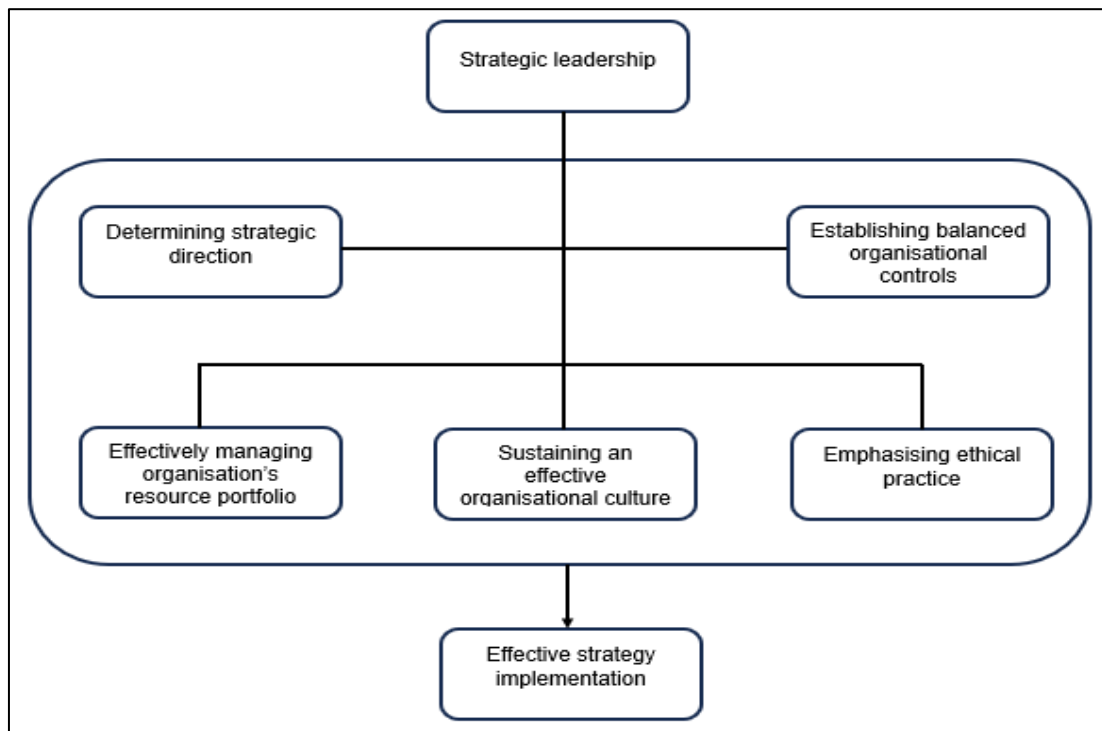 Strategic leadership
Determining strategic
direction
Establishing balanced
organisational
controls
Effectively managing
organisation’s
resource portfolio
Sustaining an
effective
organisational culture
Emphasising ethical
practice
Effective strategy
implementation